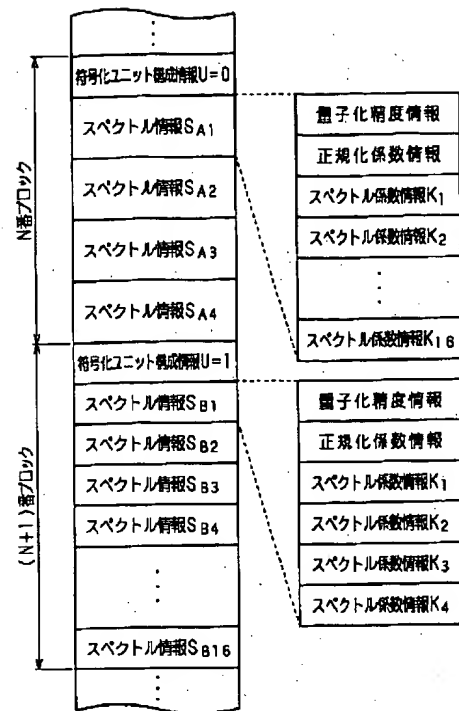 符号化ユニット構成情報U=0
スペクトル情報SA1
スペクトル情報SA2
スペクトル情報SA3
スペクトル情報SA4
N番ブロック
量子化精度情報
正規化係数情報
スペクトル係数情報K1
スペクトル係数情報K2
スペクトル係数情報K16
符号化ユニット構成情報U=1
スペクトル情報SB1
スペクトル情報SB2
スペクトル情報SB3
スペクトル情報SB4
スペクトル情報SB16
(N+1)番ブロック
量子化精度情報
正規化係数情報
スペクトル係数情報K1
スペクトル係数情報K2
スペクトル係数情報K3
スペクトル係数情報K4